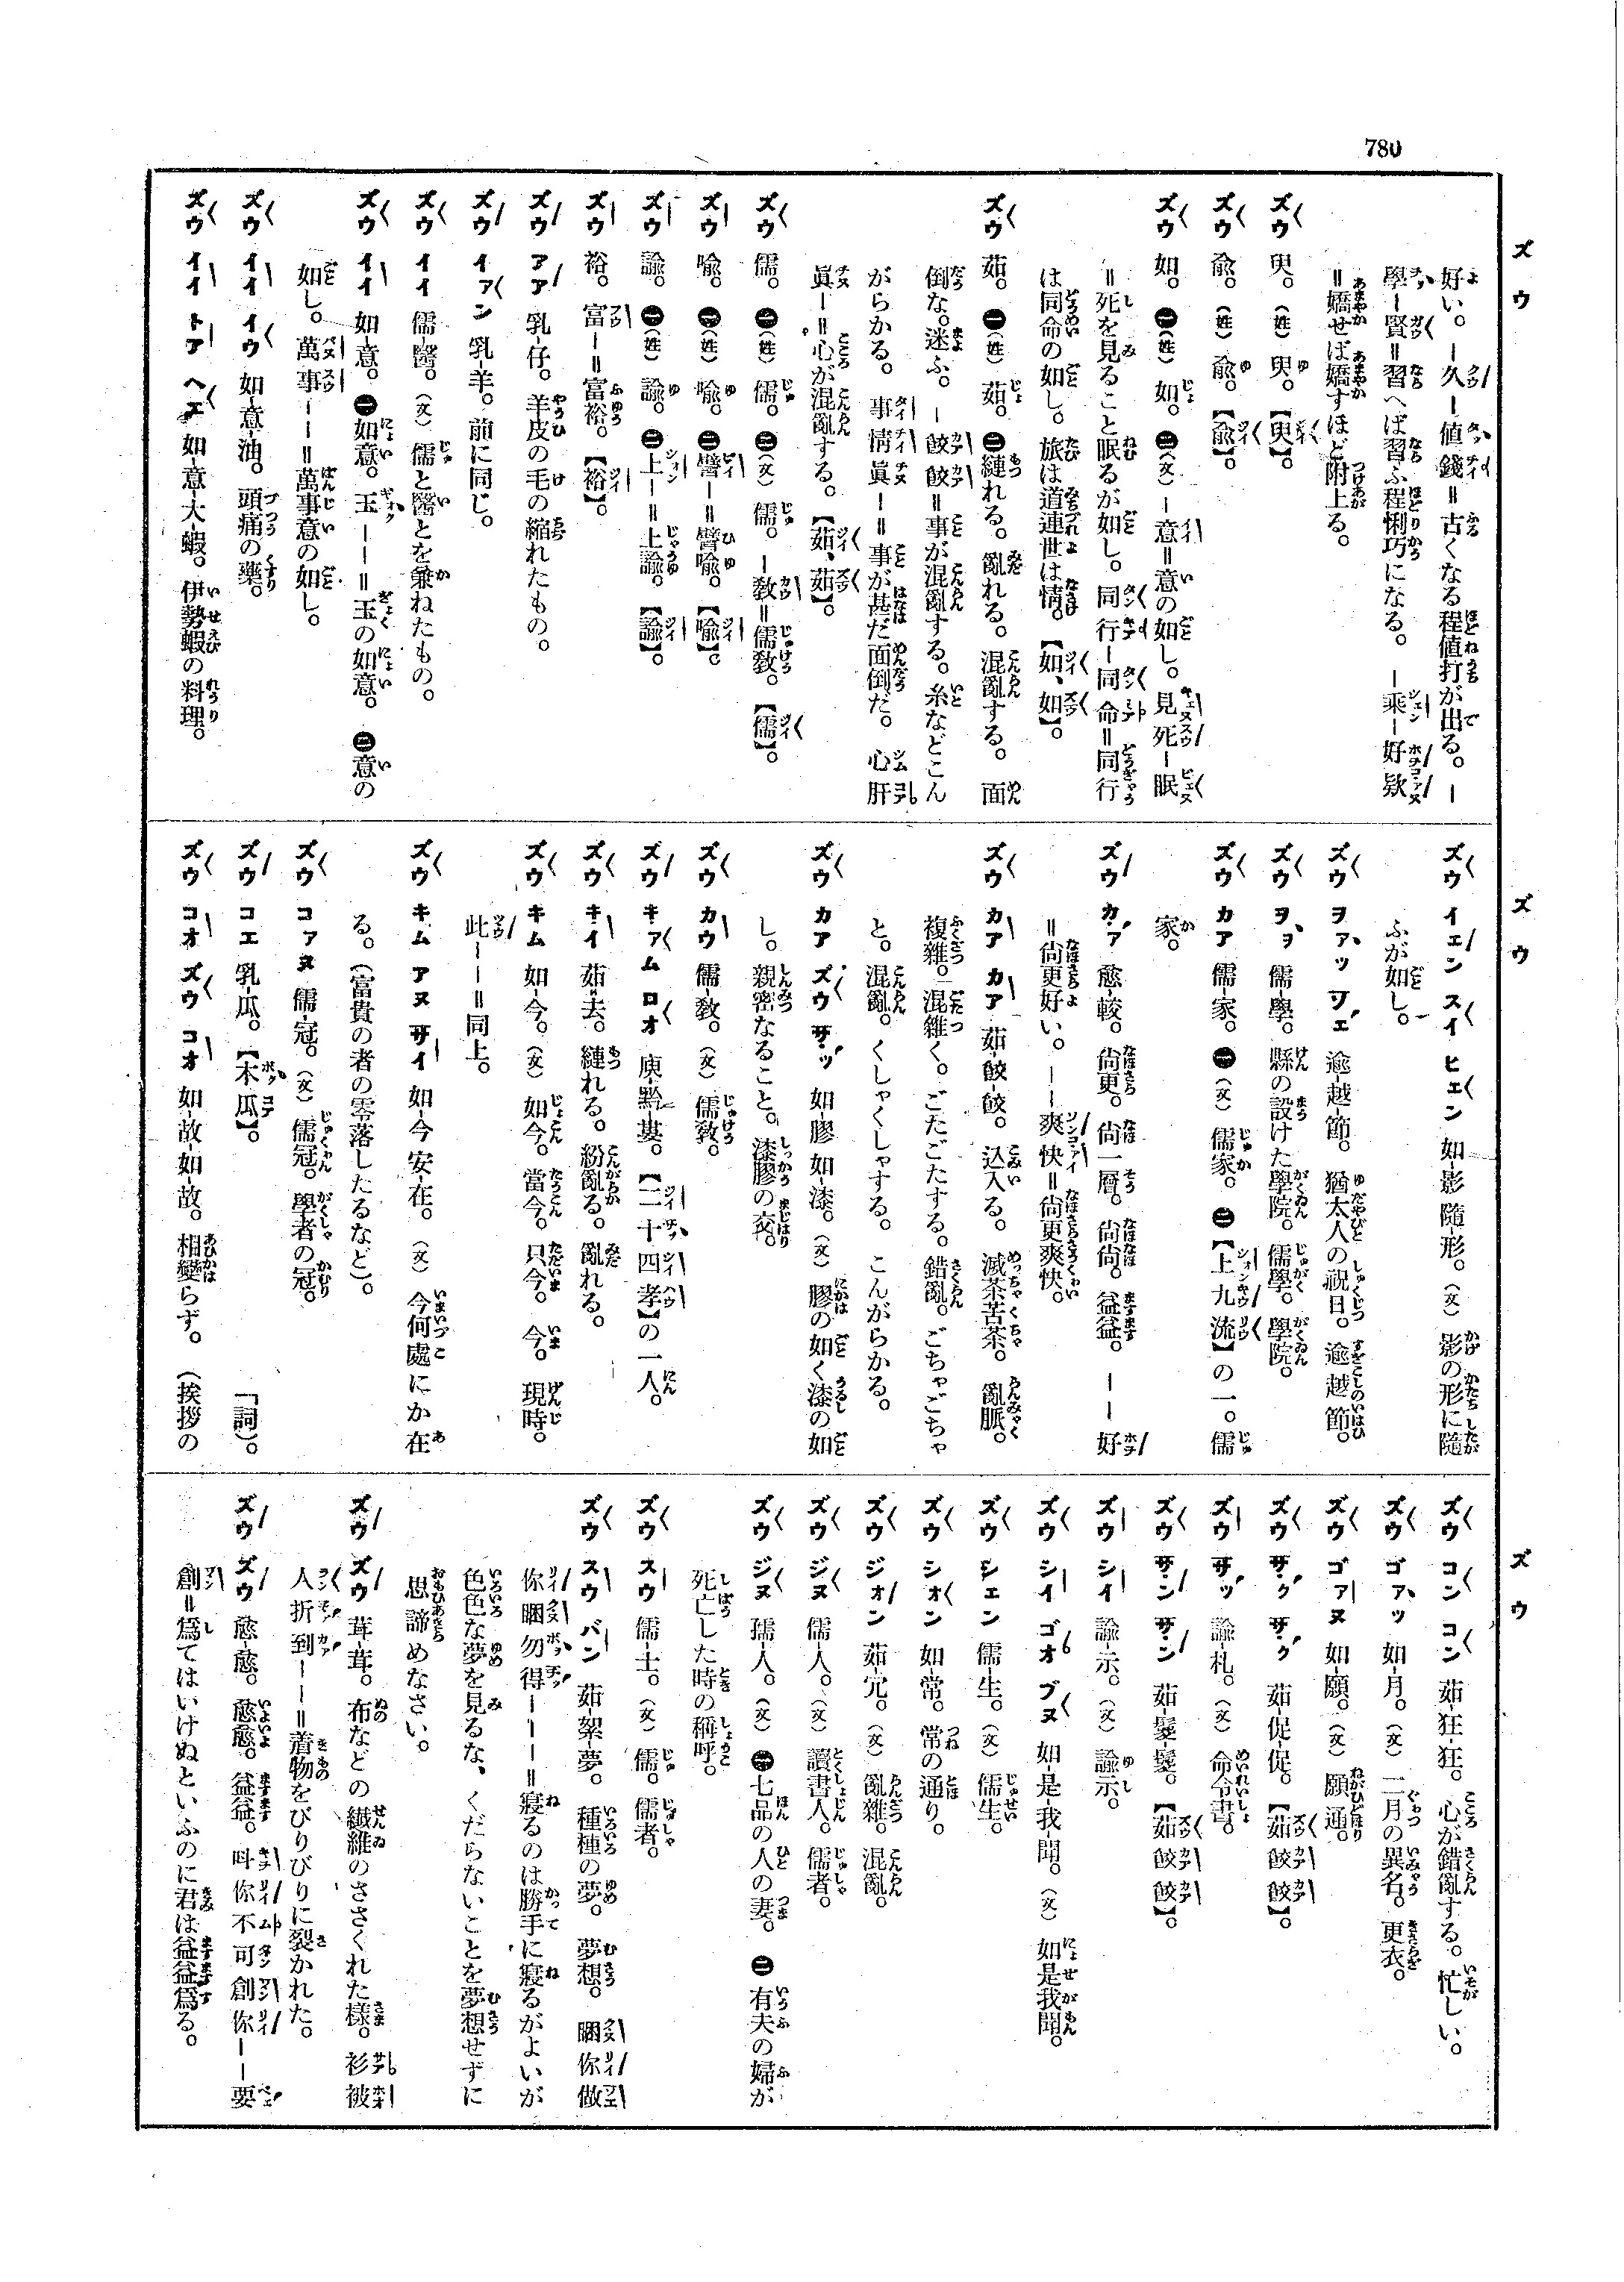 780
ズウ
好い。ー久ー値錢＝古くなる程値打が出る。ー
學ー賢＝習へば習ふ程悧巧になる。ー乘ー好欵
＝嬌せば嬌すほど附上る。
ズウ 臾。（姓）臾。【臾】。
ズウ 兪。（姓）兪。【兪】。
ズウ 如。㊀（姓）如。㊁（文）ー意＝意の如し。見死ー眠
＝死を見ること眠るが如し。同行ー同命＝同行
は同命の如し。旅は道連世は情。【如、如】。
ズウ 茹。㊀（姓）茹。㊁縺れる。亂れる。混亂する。面
倒な。迷ふ。ー餃餃＝事が混亂する。糸などこん
がらかる。事情眞ー＝事が甚だ面倒だ。心肝
眞ー＝心が混亂する。【茹、茹】。
ズウ 儒。㊀（姓）儒。㊁（文）儒。ー敎＝儒敎。【儒】。
ズウ 喩。㊀（姓）喩。㊁譬ー＝譬喩。【喩】。
ズウ 諭。㊀（姓）諭。㊁上ー＝上諭。【諭】。
ズウ 裕。富ー＝富裕。【裕】。
ズウ アア 乳-仔。羊皮の毛の縮れたもの。
ズウ イァン 乳-羊。前に同じ。
ズウ イイ 儒-醫。（文）儒と醫とを兼ねたもの。
ズウ イイ 如-意。㊀如意。玉ーー＝玉の如意。㊁意の
如し。萬事ーー＝萬事意の如し。
ズウ イイ イウ 如-意-油。頭痛の藥。
ズウ イイ トア ヘエ 如-意-大-蝦。伊勢蝦の料理。
ズウ
ズウ イェン スイ ヒェン 如-影隨-形。（文）影の形に隨
ふが如し。
ズウ ヲァッ ツェ 逾-越-節。猶太人の祝日。逾越節。
ズウ ヲヲ 儒-學。縣の設けた學院。儒學。學院。
ズウ カア 儒-家。㊀（文）儒家。㊁【上九流】の一。儒
家。
ズウ カア 愈-較。尙更。尙一層。尙尙。益益。ーー好
＝尙更好い。ーー爽快＝尙更爽快。
ズウ カア カア 茹-餃-餃。込入る。滅茶苦茶。亂脈。
複雜。混雜く。ごたごたする。錯亂。ごちゃごちゃ
と。混亂。くしゃくしゃする。こんがらかる。
ズウ カア ズウ サッ 如-膠如-漆。（文）膠の如く漆の如
し。親密なること。漆膠の交。
ズウ カウ 儒-敎。（文）儒敎。
ズウ キァム ロオ 庾-黔-婁。【二十四孝】の一人。
ズウ キイ 茹-去。縺れる。紛亂る。亂れる。
ズウ キム 如-今。（文）如今。當今。只今。今。現時。
此ーー＝同上。
ズウ キム アヌ サイ 如-今安-在。（文）今何處にか在
る。（富貴の者の零落したるなど）。
ズウ コァヌ 儒-冠。（文）儒冠。學者の冠。
ズウ コエ 乳-瓜。【木瓜】。
「詞）。
ズウ コオ ズウ コオ 如-故-如-故。相變らず。（挨拶の
ズウ
ズウ コン コン 茹-狂-狂。心が錯亂する。忙しい。
ズウ ゴァッ 如-月。（文）二月の異名。更衣。
ズウ ゴァヌ 如-願。（文）願通。
ズウ サク サク 茹-促-促。【茹餃餃】。
ズウ サッ 諭-札。（文）命令書。
ズウ サン サン 茹-鬖-鬖。【茹餃餃】。
ズウ シイ 諭-示。（文）諭示。
ズウ シイ ゴオ ブヌ 如-是-我-聞。（文）如是我聞。
ズウ シェン 儒-生。（文）儒生。
ズウ シォン 如-常。常の通り。
ズウ ジォン 茹-冗。（文）亂雜。混亂。
ズウ ジヌ 儒-人。（文）讀書人。儒者。
ズウ ジヌ 孺-人。（文）㊀七品の人の妻。㊁有夫の婦が
死亡した時の稱呼。
ズウ スウ 儒-士。（文）儒。儒者。
ズウ スウ バン 茹-絮-夢。種種の夢。夢想。睏你做
你睏勿得ーーー＝寢るのは勝手に寢るがよいが
色色な夢を見るな、くだらないことを夢想せずに
思諦めなさい。
ズウ ズウ 茸-茸。布などの纎維のささくれた樣。衫被
人折到ーー＝着物をびりびりに裂かれた。
ズウ ズウ 愈-愈。愈愈。益益。呌你不可創你ーー要
創＝爲てはいけぬといふのに君は益益爲る。